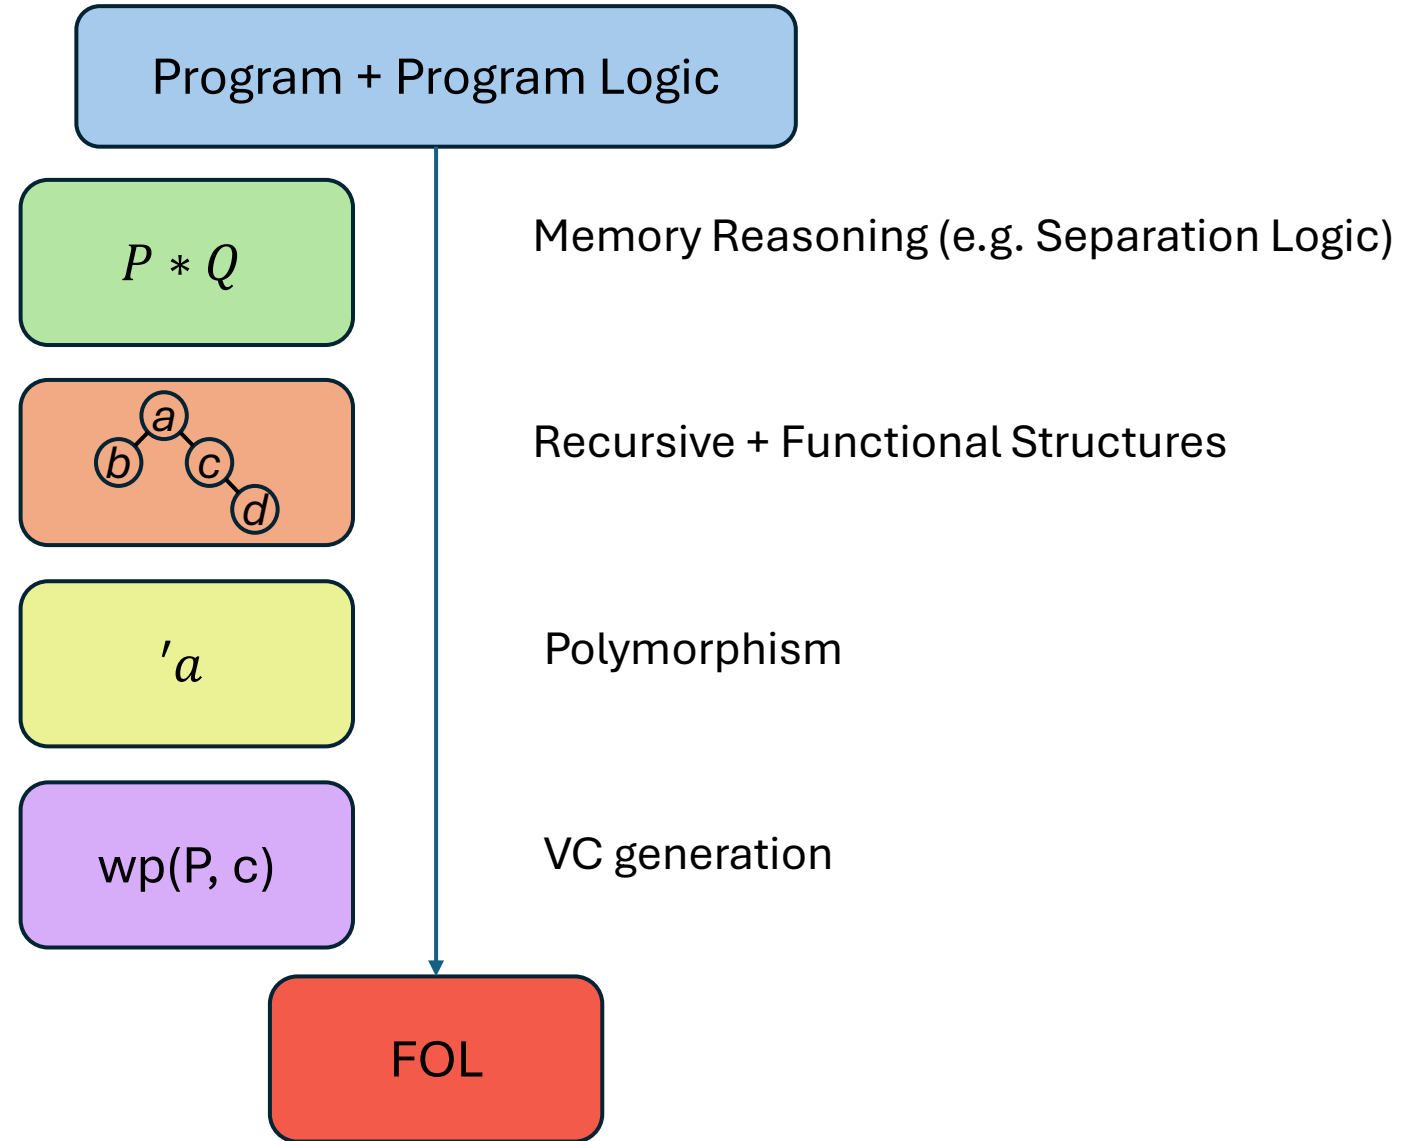 Program + Program Logic
P ∗ Q
Memory Reasoning (e.g. Separation Logic)
a
b
c
d
Recursive + Functional Structures
′a
Polymorphism
wp(P, c)
VC generation
FOL